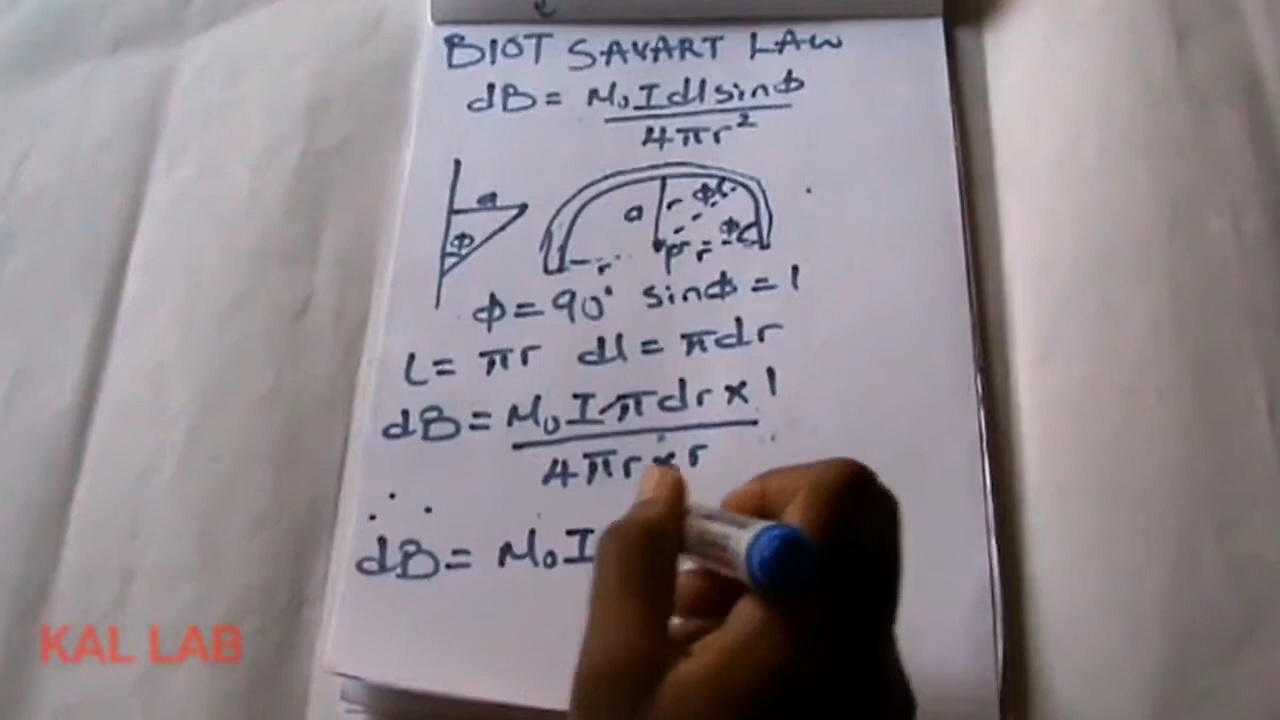 BIOT SAVART LAW
dB = M₀Idlsinϕ
4πr²
a
ϕ
a r ϕ
ϕ
r P r
ϕ = 90° sinϕ = 1
L = πr dl = πdr
dB = M₀Iπdr×1
4πr×r
∴
dB = M₀I
KAL LAB